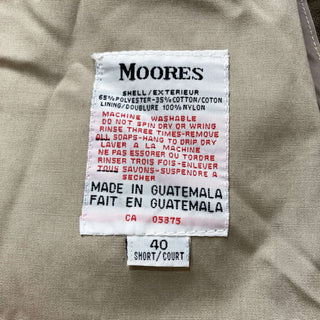 MOORES
SHELL/EXTERIEUR
65%POLYESTER-35%COTTON/COTON
LINING/DOUBLURE 100%NYLON
MACHINE WASHABLE
DO NOT SPIN DRY OR WRING
RINSE THREE TIMES-REMOVE
ALL SOAPS-HANG TO DRIP DRY
LAVER A LA MACHINE
NE PAS ESSORER OU TORDRE
RINSER TROIS FOIS-ENLEVER
TOUS SAVONS-SUSPENDRE A
SECHER
MADE IN GUATEMALA
FAIT EN GUATEMALA
CA 05375
40
SHORT/COURT